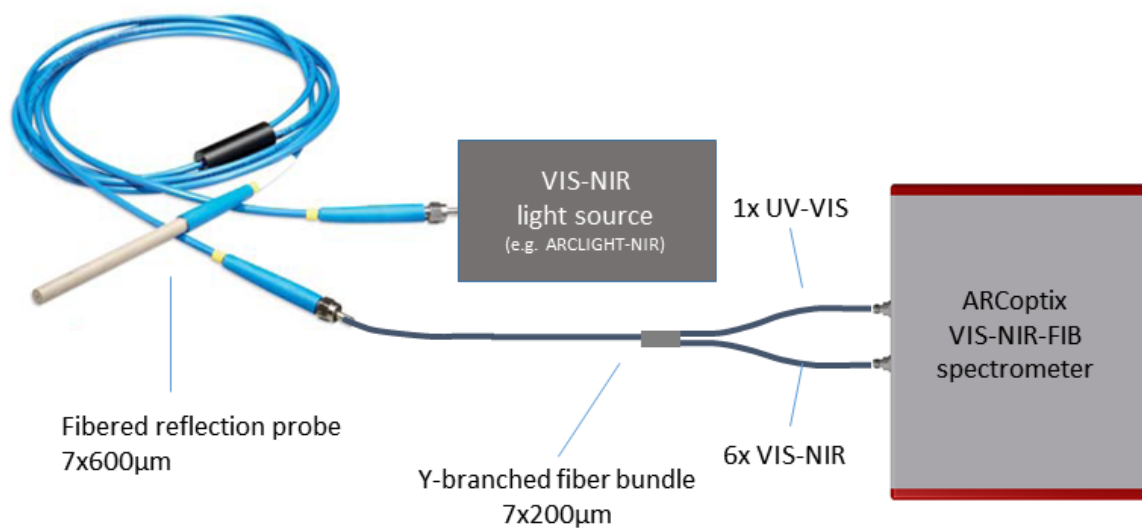 VIS-NIR
light source
(e.g. ARCLIGHT-NIR)
1x UV-VIS
ARCoptix
VIS-NIR-FIB
spectrometer
Fibered reflection probe
7x600µm
Y-branched fiber bundle
7x200µm
6x VIS-NIR